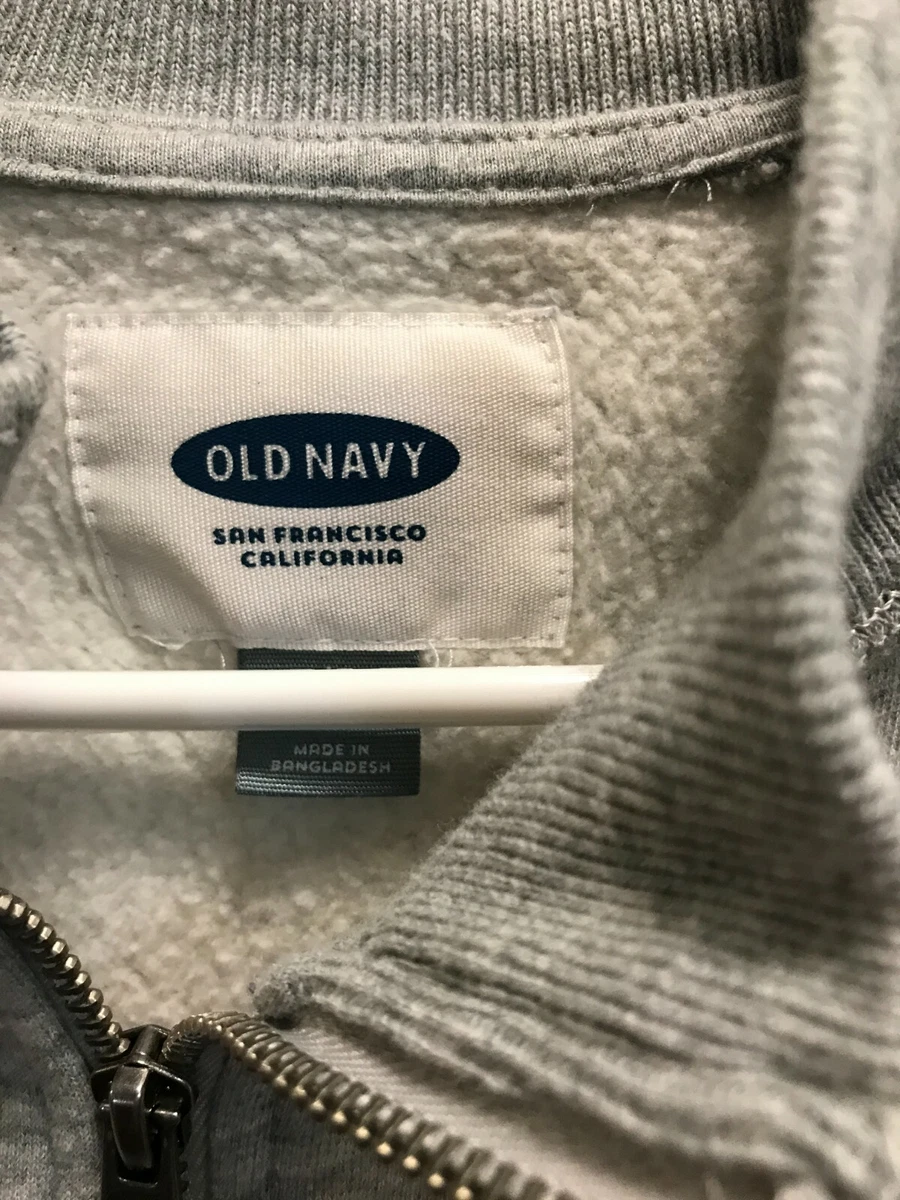 OLD NAVY
SAN FRANCISCO
CALIFORNIA
MADE IN
BANGLADESH